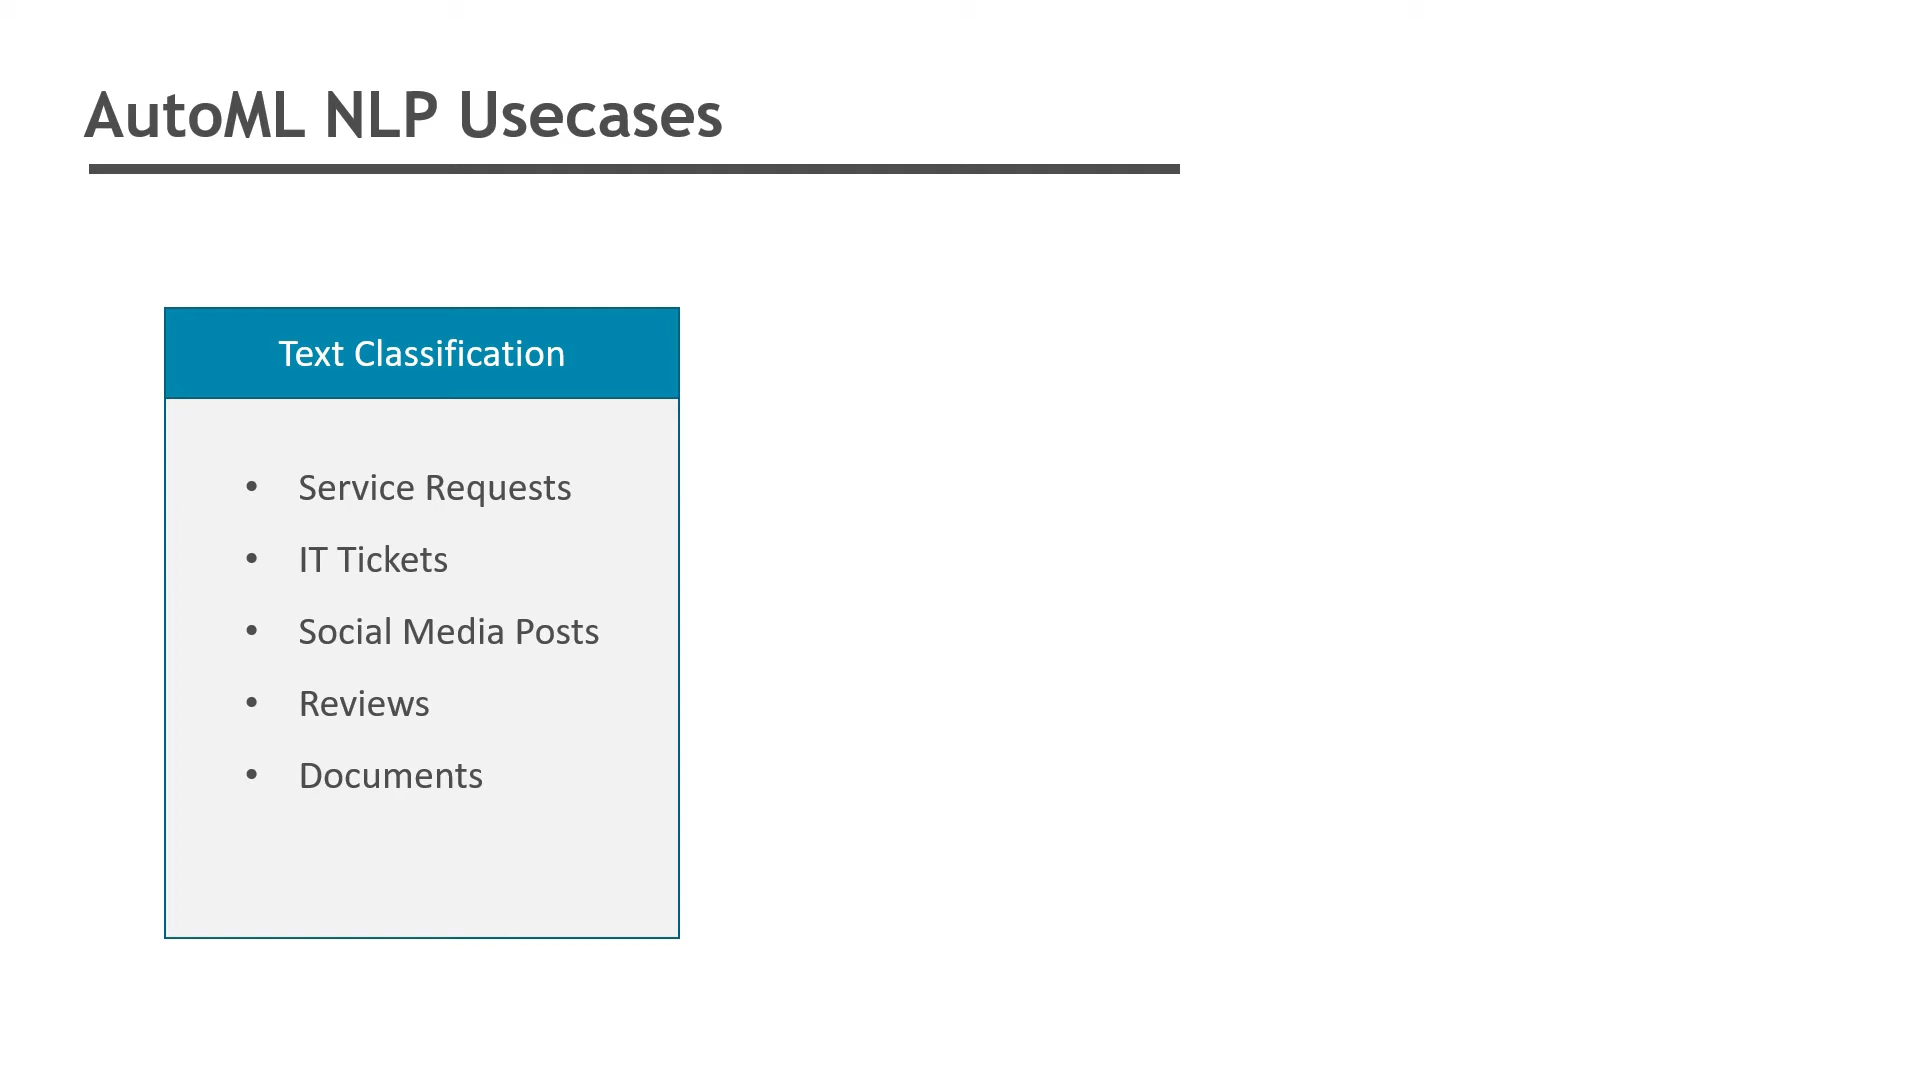 AutoML NLP Usecases
Text Classification
• Service Requests
• IT Tickets
• Social Media Posts
• Reviews
• Documents